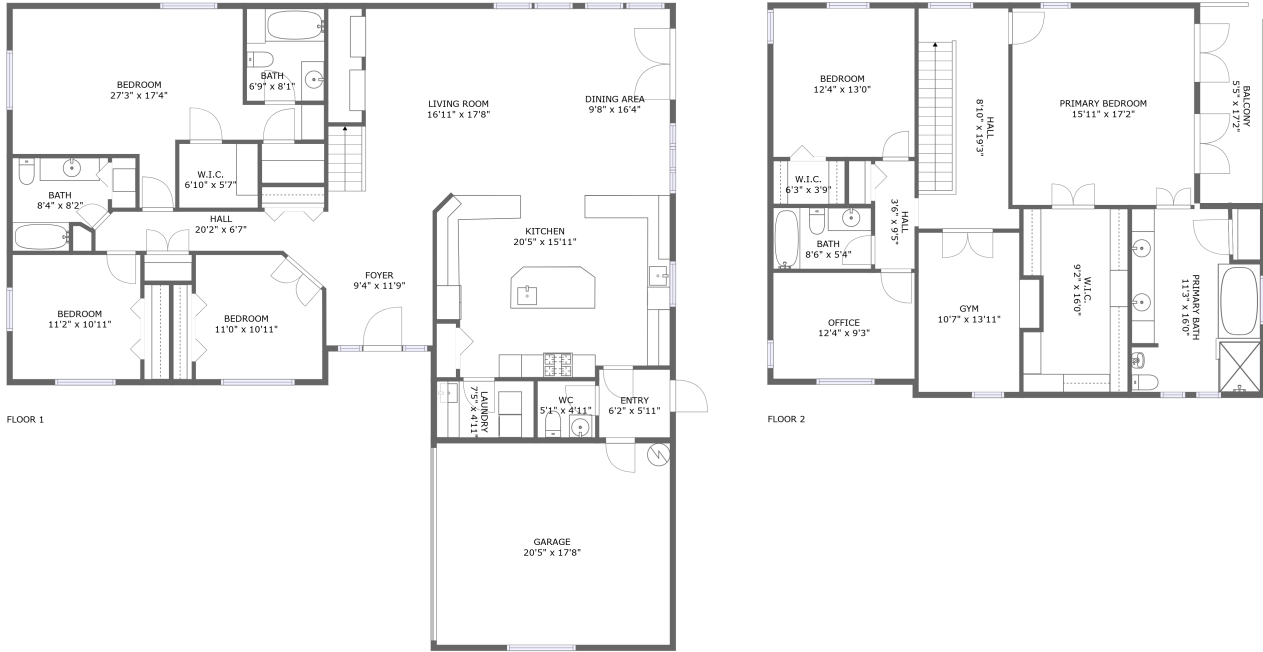 BEDROOM
27'3" x 17'4"
BATH
6'9" x 8'1"
LIVING ROOM
16'11" x 17'8"
DINING AREA
9'8" x 16'4"
W.I.C.
6'10" x 5'7"
BATH
8'4" x 8'2"
HALL
20'2" x 6'7"
KITCHEN
20'5" x 15'11"
FOYER
9'4" x 11'9"
BEDROOM
11'2" x 10'11"
BEDROOM
11'0" x 10'11"
LAUNDRY
7'5" x 4'11"
WC
5'1" x 4'11"
ENTRY
6'2" x 5'11"
GARAGE
20'5" x 17'8"
FLOOR 1
BEDROOM
12'4" x 13'0"
HALL
8'10" x 19'3"
PRIMARY BEDROOM
15'11" x 17'2"
BALCONY
5'5" x 17'2"
W.I.C.
6'3" x 3'9"
HALL
3'6" x 9'5"
BATH
8'6" x 5'4"
OFFICE
12'4" x 9'3"
GYM
10'7" x 13'11"
W.I.C.
9'2" x 16'0"
PRIMARY BATH
11'3" x 16'0"
FLOOR 2